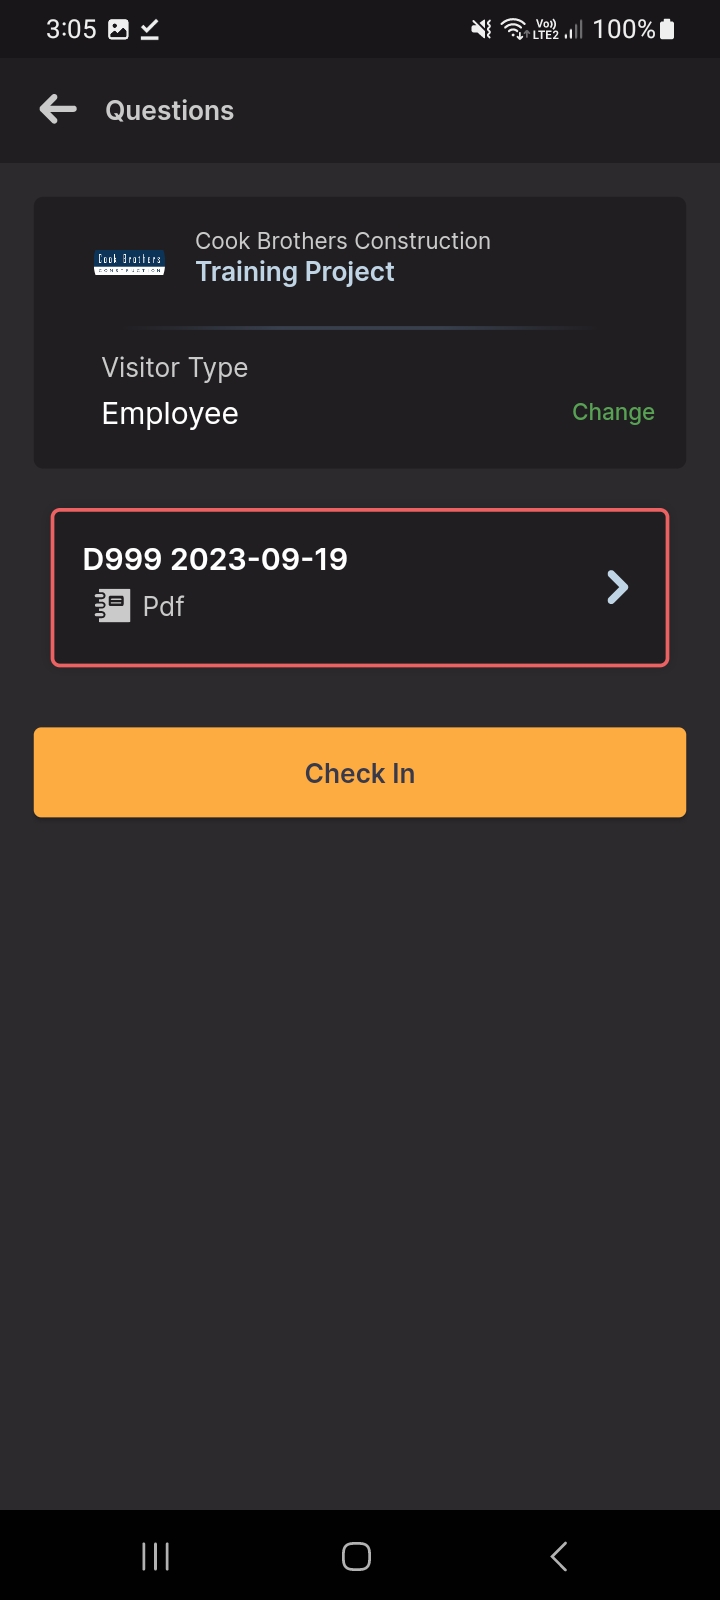 3:05
Vo))
LTE2
100%
Questions
Cook Brothers
CONSTRUCTION
Cook Brothers Construction
Training Project
Visitor Type
Employee
Change
D999 2023-09-19
Pdf
Check In